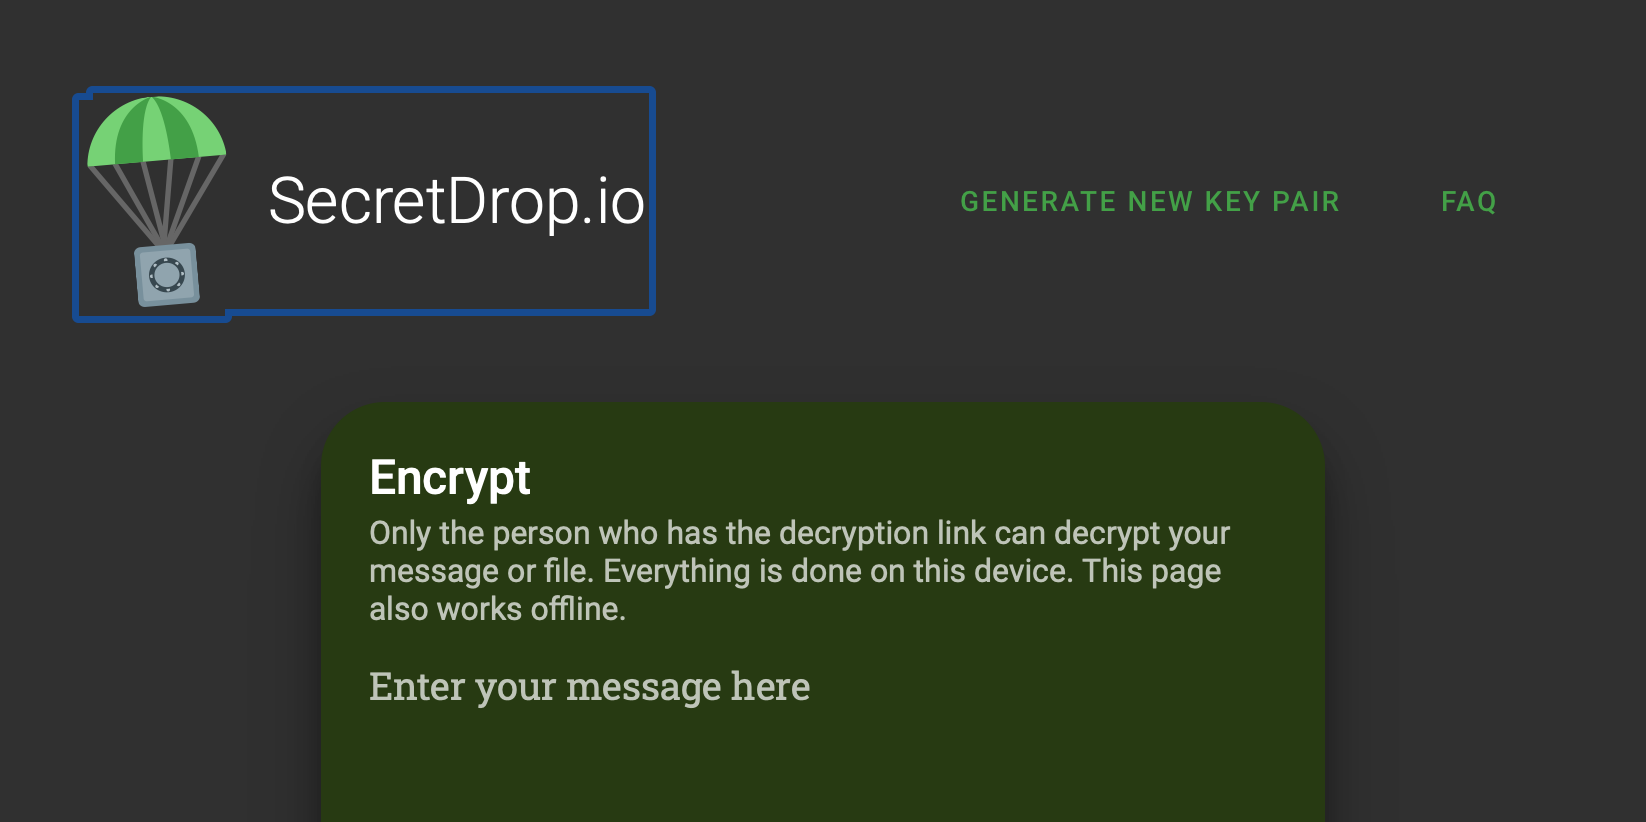 SecretDrop.io
GENERATE NEW KEY PAIR
FAQ
Encrypt
Only the person who has the decryption link can decrypt your
message or file. Everything is done on this device. This page
also works offline.
Enter your message here